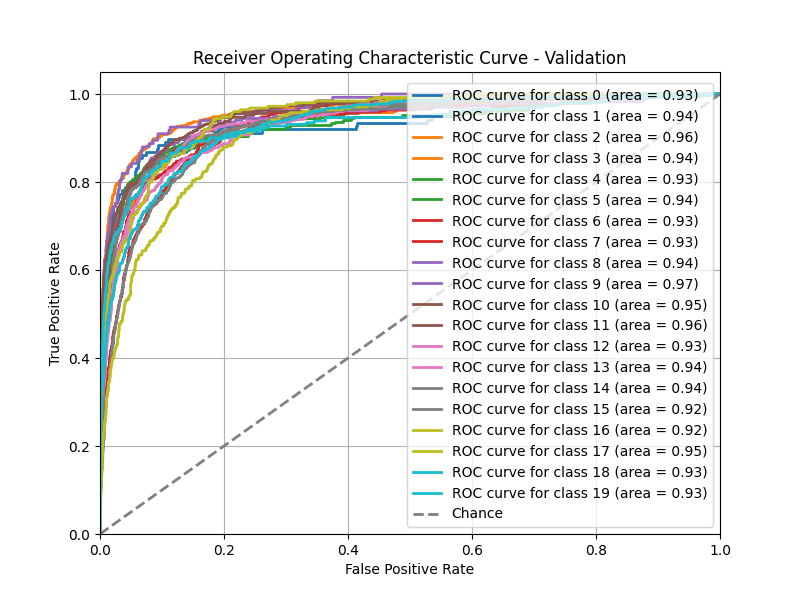 Receiver Operating Characteristic Curve - Validation
True Positive Rate
1.0
0.8
0.6
0.4
0.2
0.0
ROC curve for class 0 (area = 0.93)
ROC curve for class 1 (area = 0.94)
ROC curve for class 2 (area = 0.96)
ROC curve for class 3 (area = 0.94)
ROC curve for class 4 (area = 0.93)
ROC curve for class 5 (area = 0.94)
ROC curve for class 6 (area = 0.93)
ROC curve for class 7 (area = 0.93)
ROC curve for class 8 (area = 0.94)
ROC curve for class 9 (area = 0.97)
ROC curve for class 10 (area = 0.95)
ROC curve for class 11 (area = 0.96)
ROC curve for class 12 (area = 0.93)
ROC curve for class 13 (area = 0.94)
ROC curve for class 14 (area = 0.94)
ROC curve for class 15 (area = 0.92)
ROC curve for class 16 (area = 0.92)
ROC curve for class 17 (area = 0.95)
ROC curve for class 18 (area = 0.93)
ROC curve for class 19 (area = 0.93)
Chance
0.0 0.2 0.4 0.6 0.8 1.0
False Positive Rate